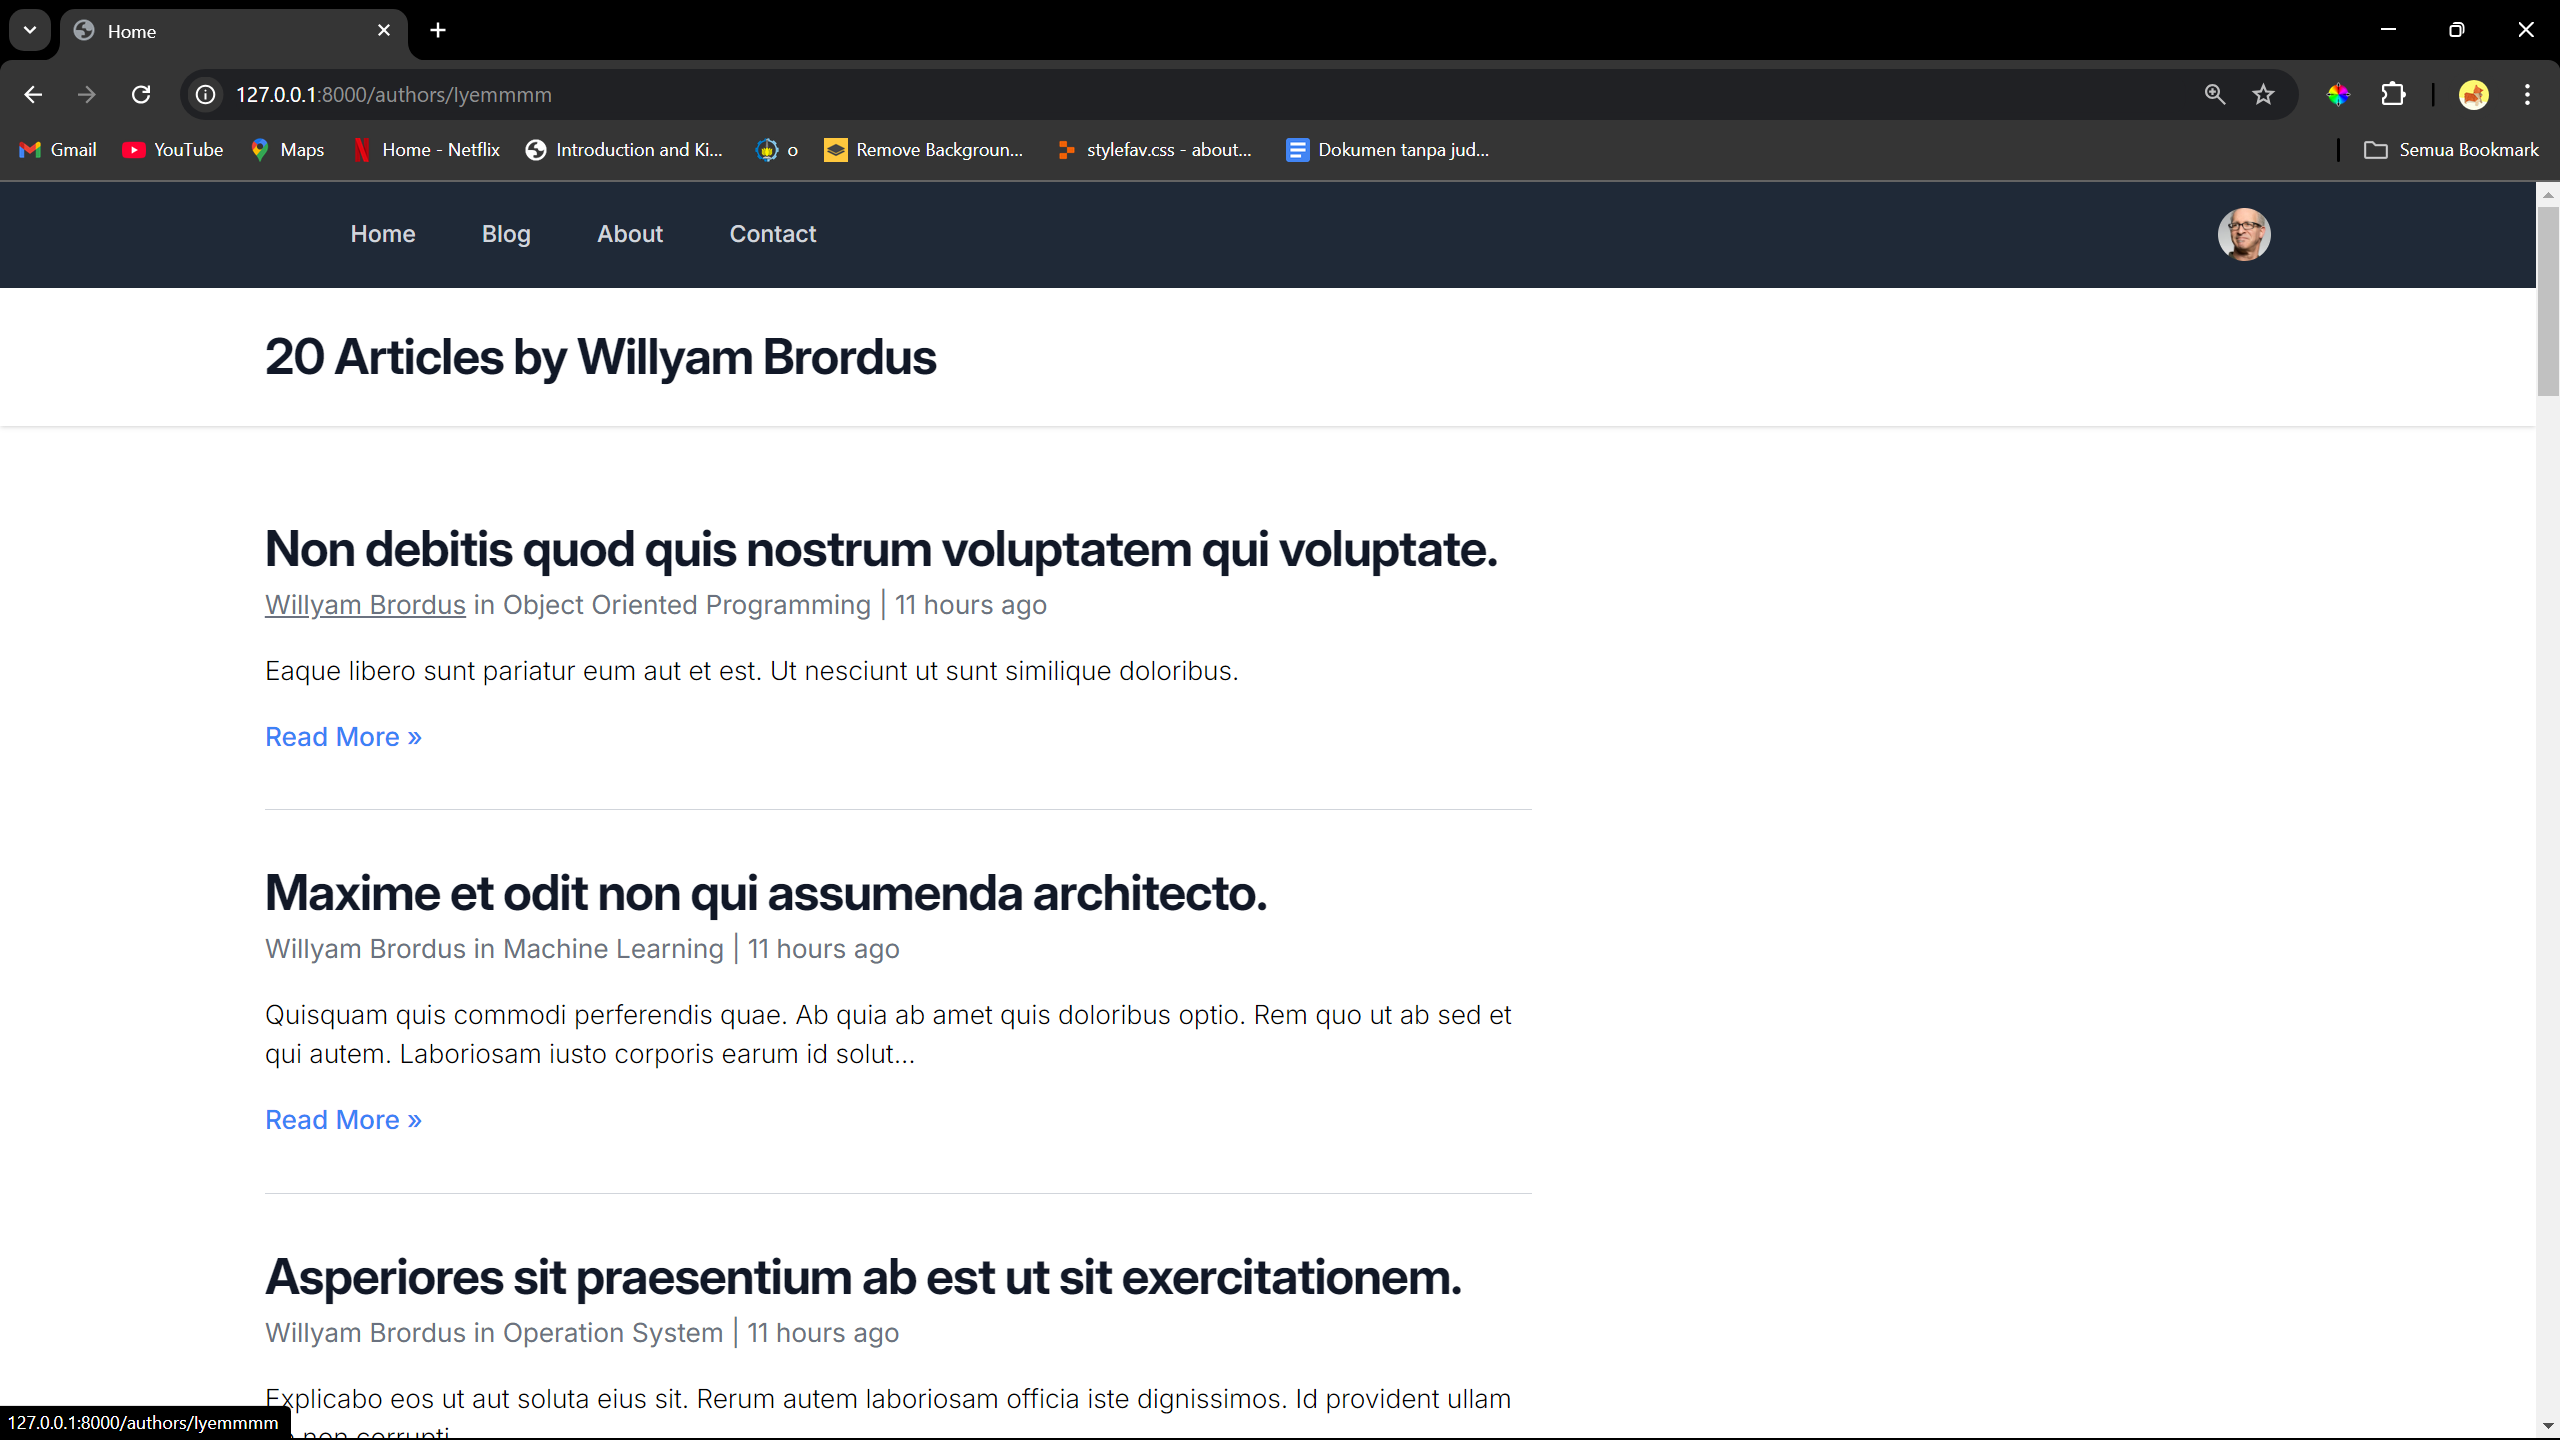 Home
127.0.0.1:8000/authors/lyemmmm
Gmail YouTube Maps Home - Netflix Introduction and Ki... o Remove Backgroun... stylefav.css - about... Dokumen tanpa jud... Semua Bookmark
Home Blog About Contact
20 Articles by Willyam Brordus
Non debitis quod quis nostrum voluptatem qui voluptate.
Willyam Brordus in Object Oriented Programming | 11 hours ago
Eaque libero sunt pariatur eum aut et est. Ut nesciunt ut sunt similique doloribus.
Read More »
Maxime et odit non qui assumenda architecto.
Willyam Brordus in Machine Learning | 11 hours ago
Quisquam quis commodi perferendis quae. Ab quia ab amet quis doloribus optio. Rem quo ut ab sed et
qui autem. Laboriosam iusto corporis earum id solut...
Read More »
Asperiores sit praesentium ab est ut sit exercitationem.
Willyam Brordus in Operation System | 11 hours ago
Explicabo eos ut aut soluta eius sit. Rerum autem laboriosam officia iste dignissimos. Id provident ullam
non corrupti
127.0.0.1:8000/authors/lyemmmm